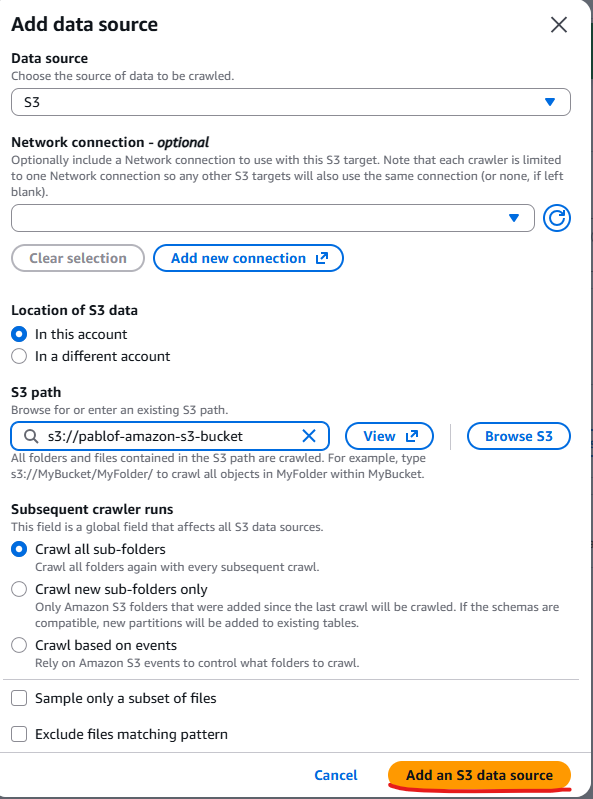 Add data source
Data source
Choose the source of data to be crawled.
S3
Network connection - optional
Optionally include a Network connection to use with this S3 target. Note that each crawler is limited
to one Network connection so any other S3 targets will also use the same connection (or none, if left
blank).
Clear selection
Add new connection
Location of S3 data
In this account
In a different account
S3 path
Browse for or enter an existing S3 path.
s3://pablof-amazon-s3-bucket
View
Browse S3
All folders and files contained in the S3 path are crawled. For example, type
s3://MyBucket/MyFolder/ to crawl all objects in MyFolder within MyBucket.
Subsequent crawler runs
This field is a global field that affects all S3 data sources.
Crawl all sub-folders
Crawl all folders again with every subsequent crawl.
Crawl new sub-folders only
Only Amazon S3 folders that were added since the last crawl will be crawled. If the schemas are
compatible, new partitions will be added to existing tables.
Crawl based on events
Rely on Amazon S3 events to control what folders to crawl.
Sample only a subset of files
Exclude files matching pattern
Cancel
Add an S3 data source